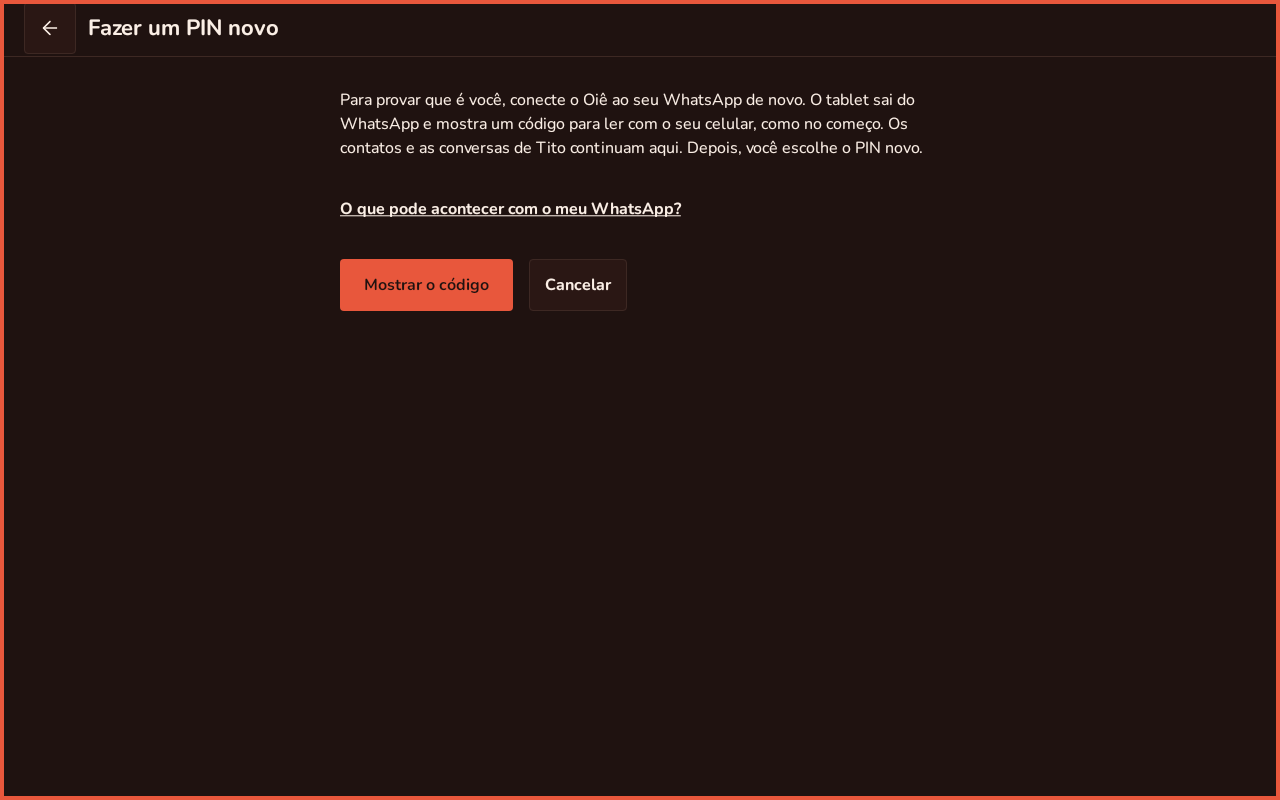 Fazer um PIN novo
Para provar que é você, conecte o Oiê ao seu WhatsApp de novo. O tablet sai do
WhatsApp e mostra um código para ler com o seu celular, como no começo. Os
contatos e as conversas de Tito continuam aqui. Depois, você escolhe o PIN novo.
O que pode acontecer com o meu WhatsApp?
Mostrar o código
Cancelar